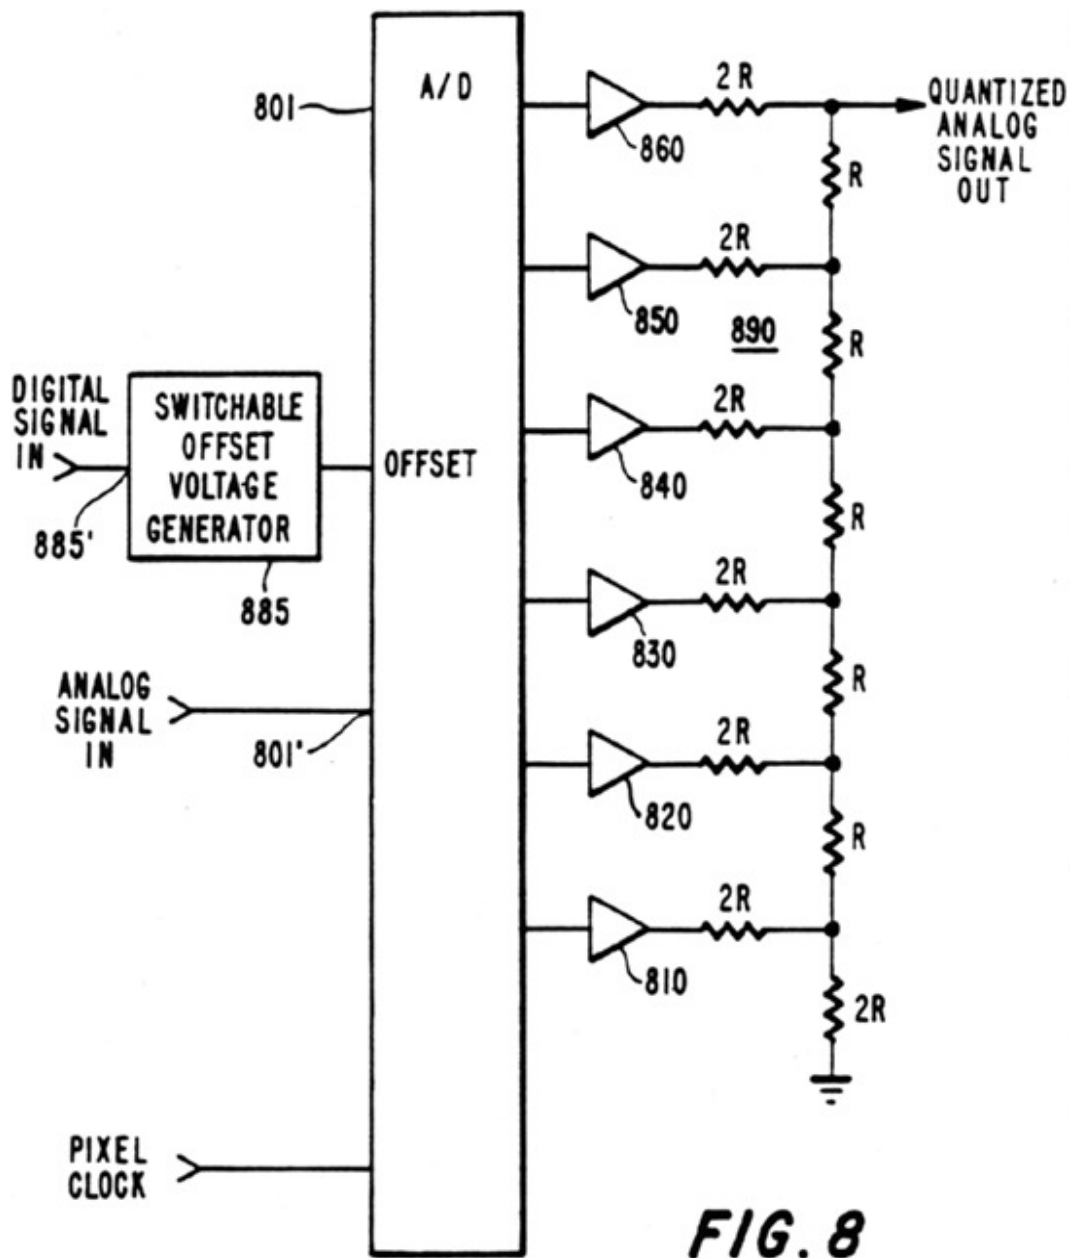 A/D
801
2R
QUANTIZED
ANALOG
SIGNAL
OUT
860
R
2R
850
890
R
DIGITAL
SIGNAL
IN
SWITCHABLE
OFFSET
VOLTAGE
GENERATOR
OFFSET
2R
840
885'
885
R
2R
830
ANALOG
SIGNAL
IN
801'
R
2R
820
R
2R
810
2R
PIXEL
CLOCK
FIG. 8